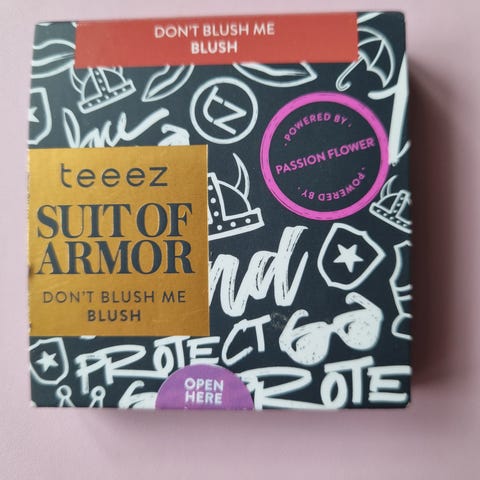 DON'T BLUSH ME
BLUSH
tz
POWERED BY
PASSION FLOWER
POWERED BY
teeez
SUIT OF
ARMOR
DON'T BLUSH ME
BLUSH
PROTECT
OPEN
HERE